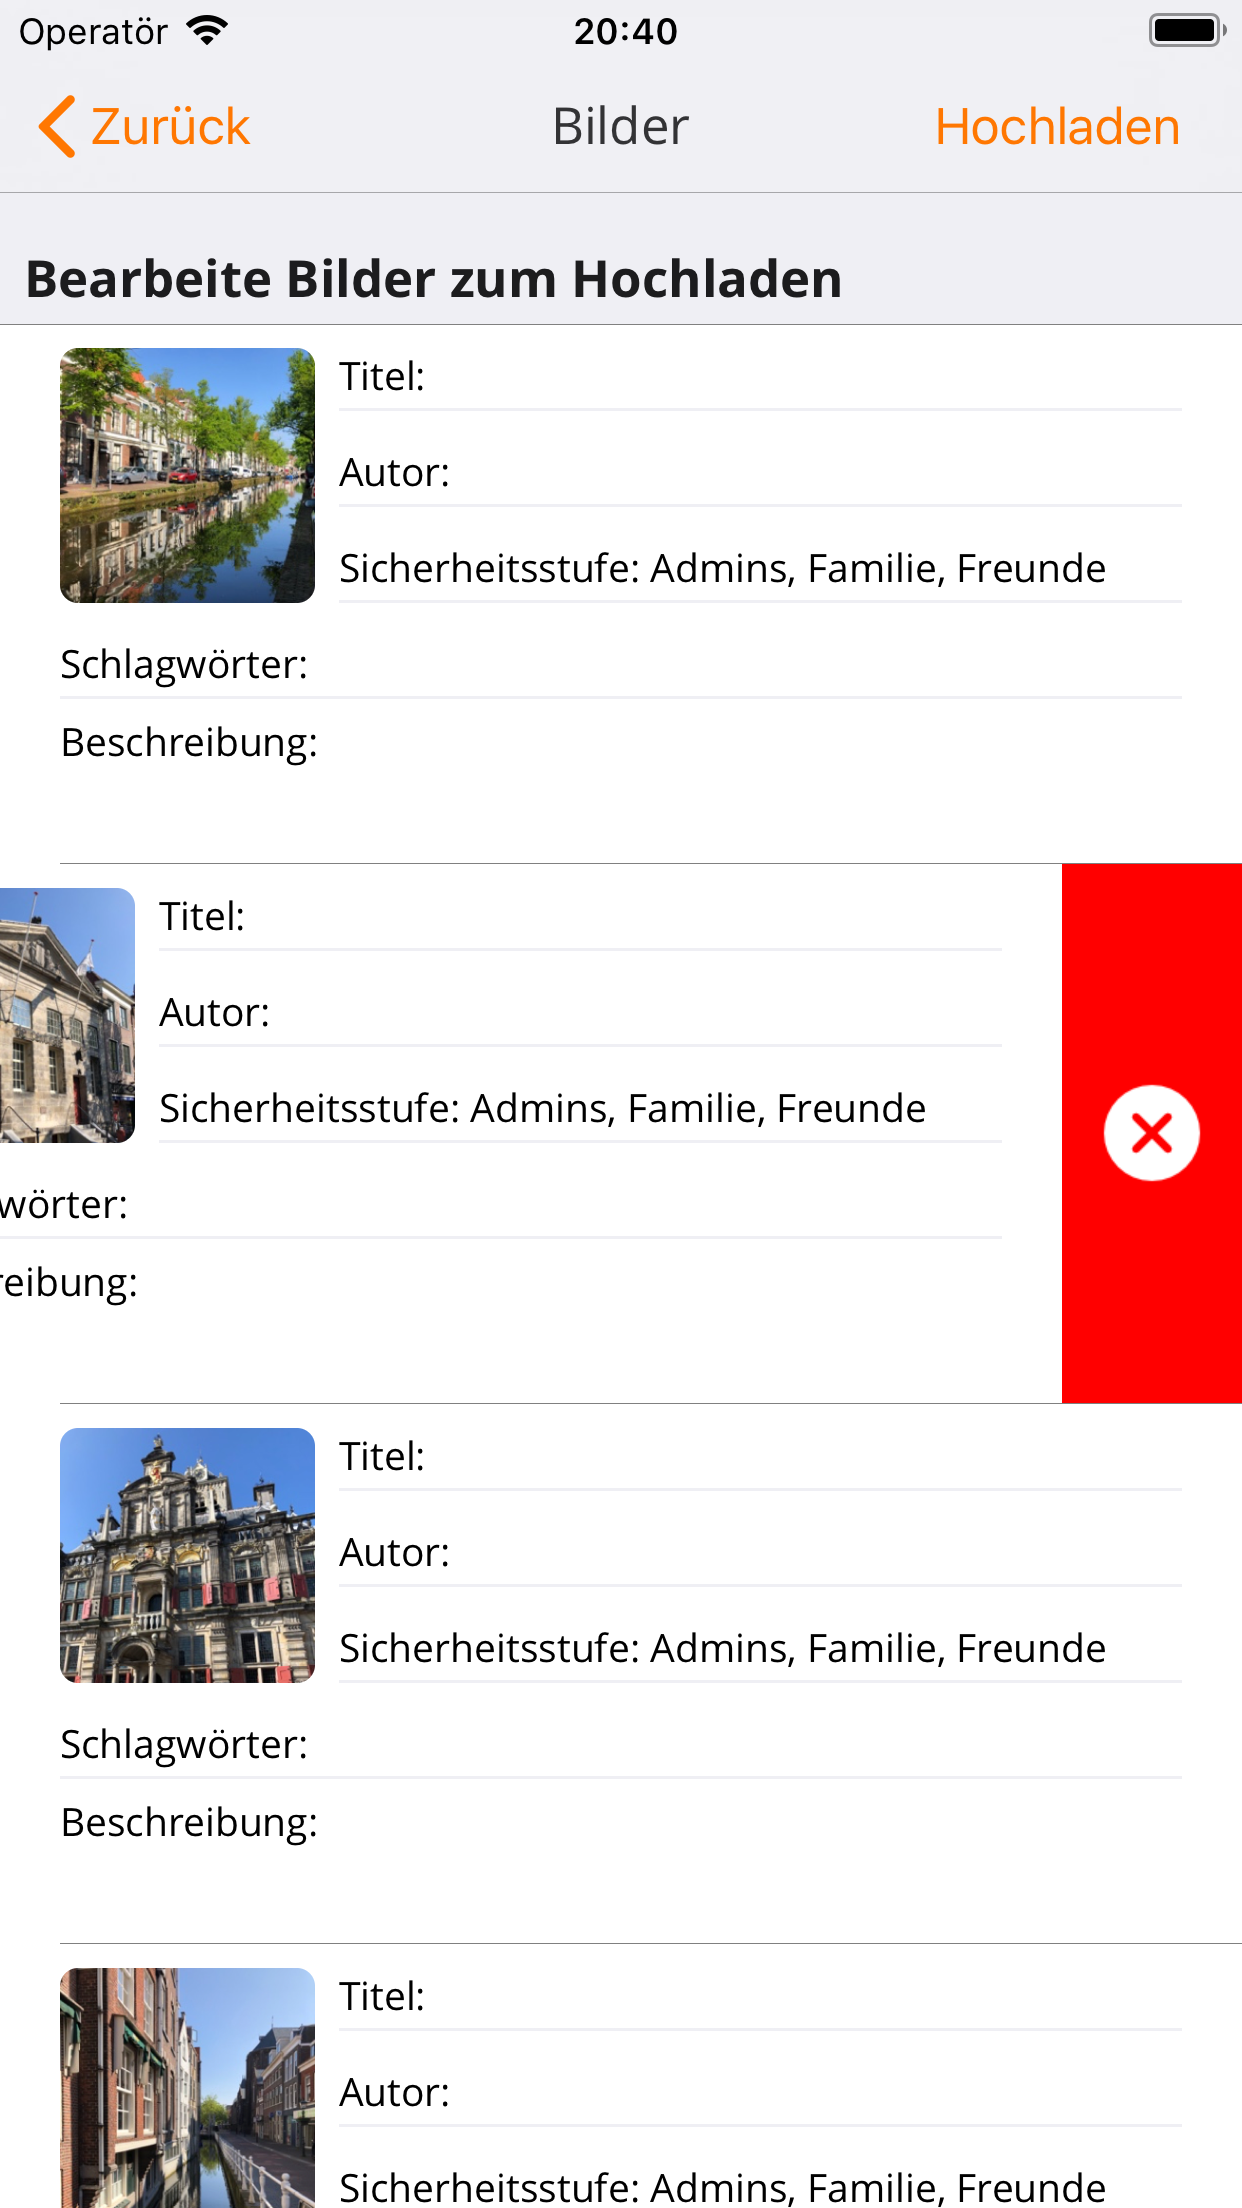 Operatör 20:40
Zurück Bilder Hochladen
Bearbeite Bilder zum Hochladen
Titel:
Autor:
Sicherheitsstufe: Admins, Familie, Freunde
Schlagwörter:
Beschreibung:
Titel:
Autor:
Sicherheitsstufe: Admins, Familie, Freunde
wörter:
reibung:
Titel:
Autor:
Sicherheitsstufe: Admins, Familie, Freunde
Schlagwörter:
Beschreibung:
Titel:
Autor:
Sicherheitsstufe: Admins, Familie, Freunde